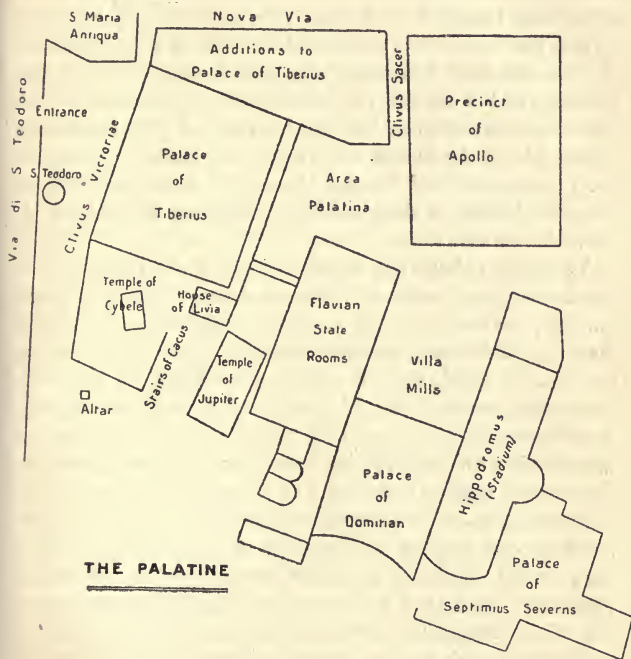 S Maria
Antiqua
Nova Via
Additions to
Palace of Tiberius
Clivus Sacer
Precinct
of
Apollo
Via di S Teodoro
Entrance
S. Teodoro
Clivus Victoriae
Palace
of
Tiberius
Area
Palatina
Temple of
Cybele
House
of Livia
Stairs of Cacus
Temple
of
Jupiter
Altar
Flavian
State
Rooms
Villa
Mills
Hippodromus
(Stadium)
Palace
of
Domitian
Palace
of
Septimius Severns
THE PALATINE